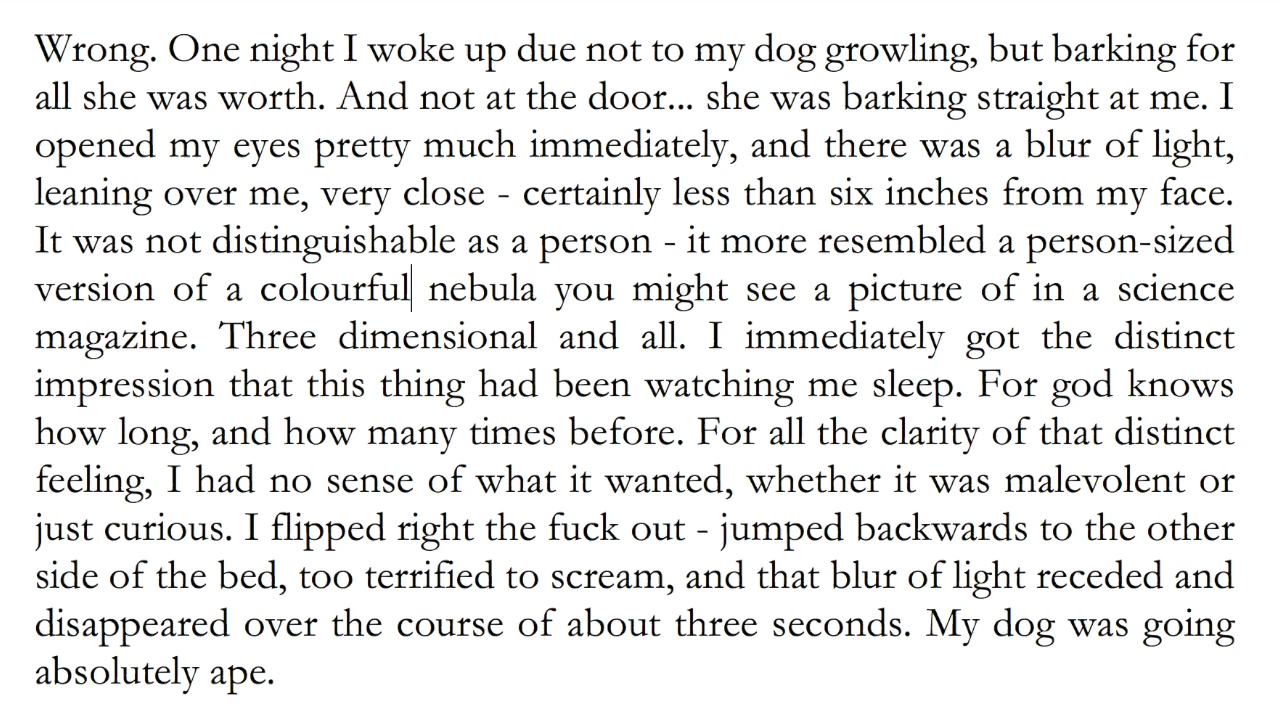 Wrong. One night I woke up due not to my dog growling, but barking for
all she was worth. And not at the door... she was barking straight at me. I
opened my eyes pretty much immediately, and there was a blur of light,
leaning over me, very close - certainly less than six inches from my face.
It was not distinguishable as a person - it more resembled a person-sized
version of a colourful nebula you might see a picture of in a science
magazine. Three dimensional and all. I immediately got the distinct
impression that this thing had been watching me sleep. For god knows
how long, and how many times before. For all the clarity of that distinct
feeling, I had no sense of what it wanted, whether it was malevolent or
just curious. I flipped right the fuck out - jumped backwards to the other
side of the bed, too terrified to scream, and that blur of light receded and
disappeared over the course of about three seconds. My dog was going
absolutely ape.